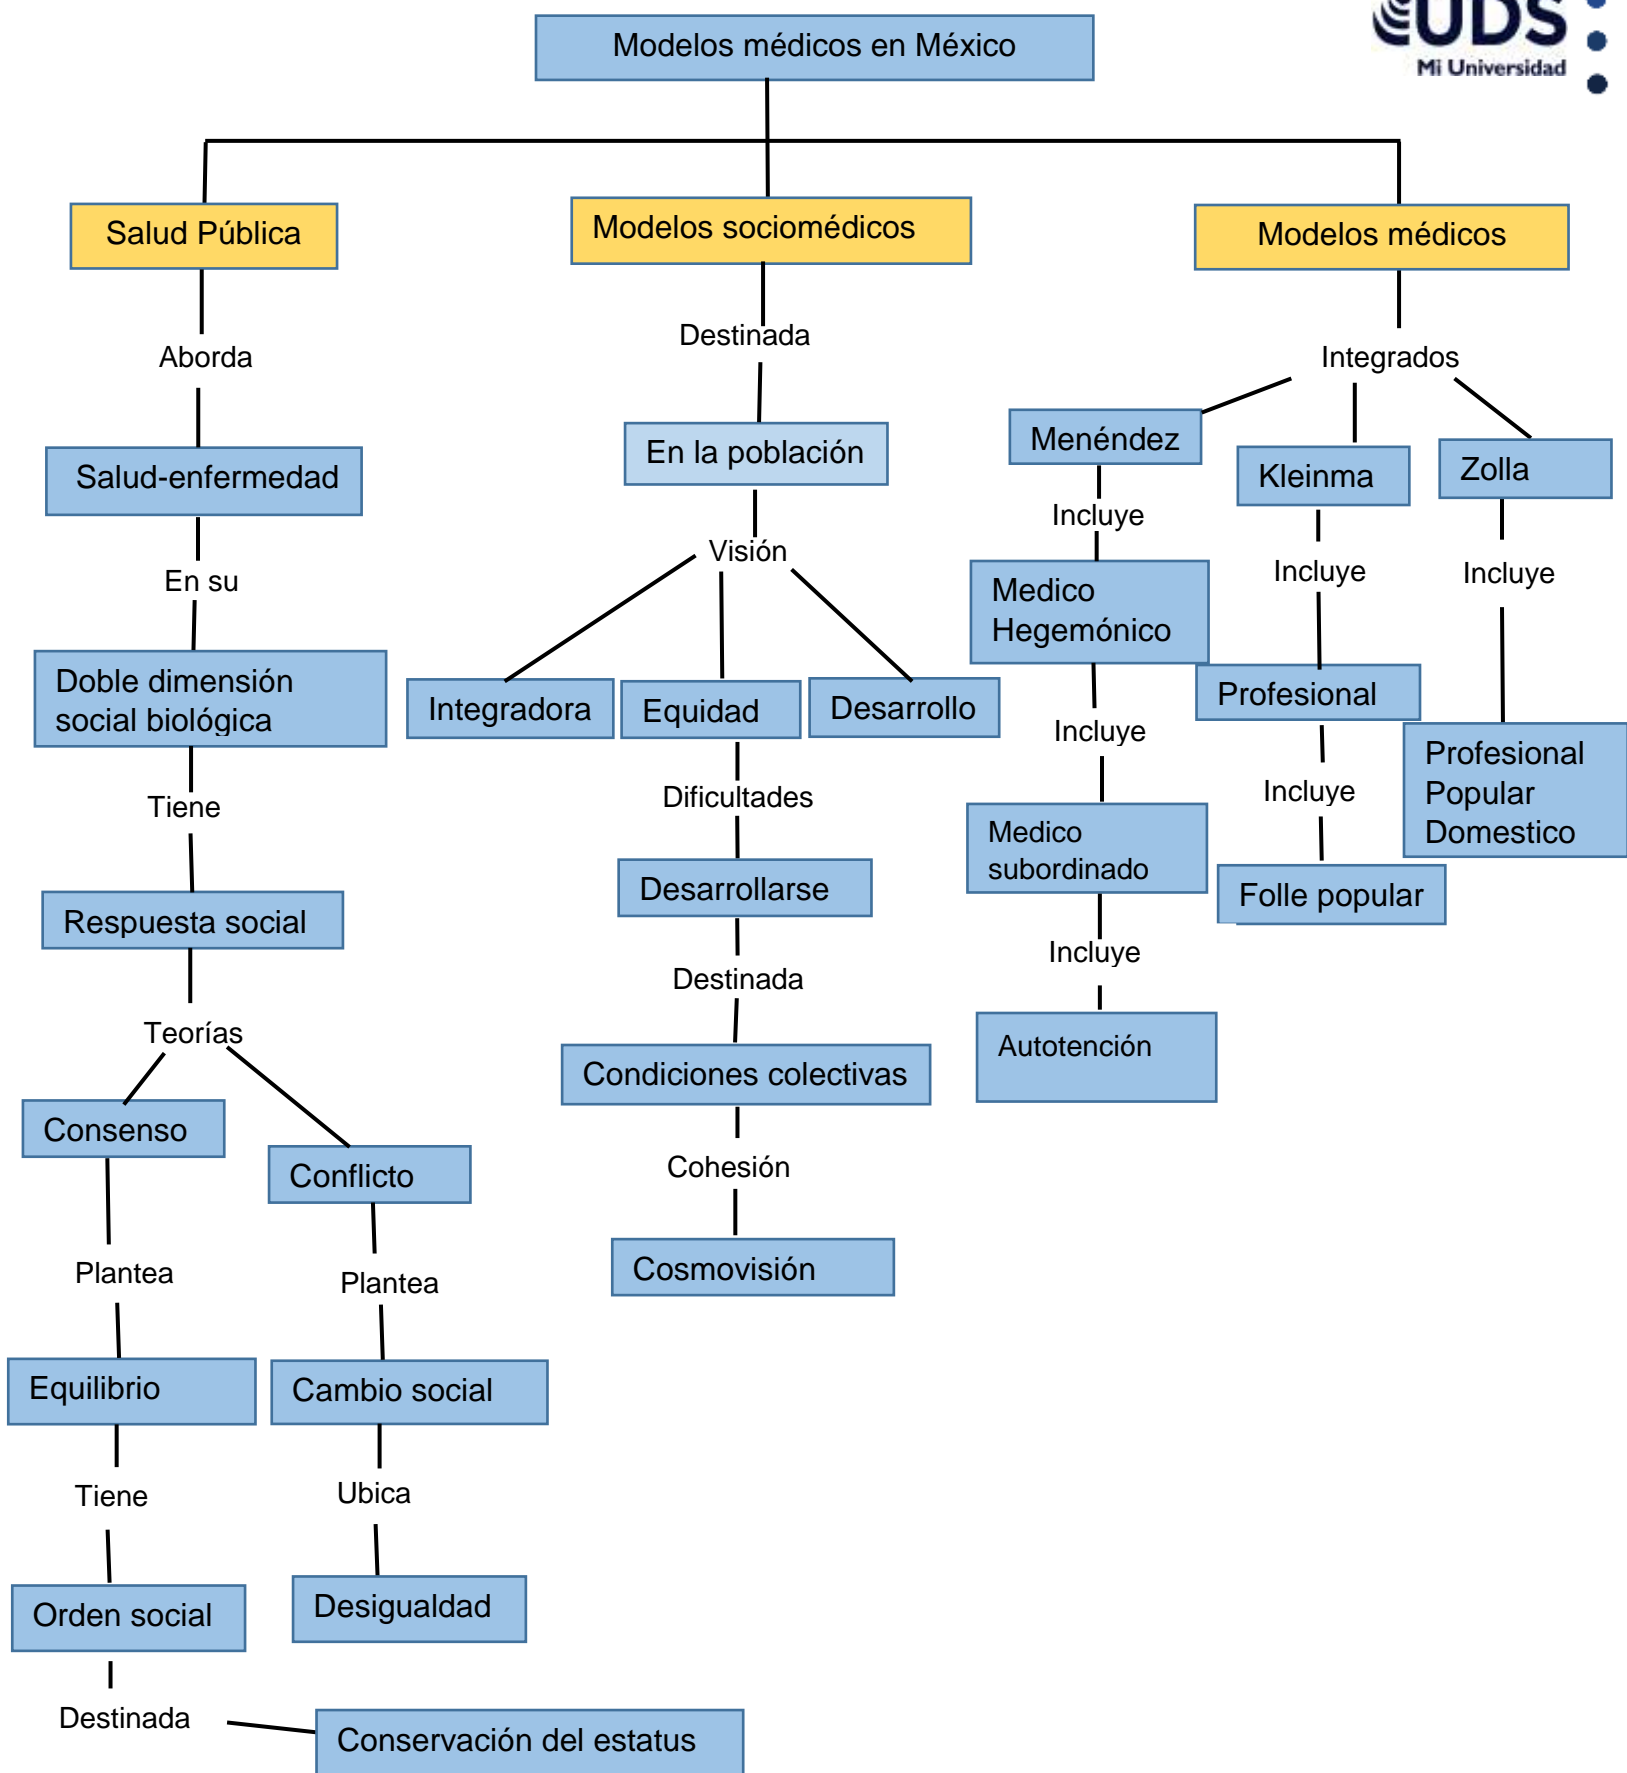 UDS
Mi Universidad
Modelos médicos en México
Salud Pública
Aborda
Salud-enfermedad
En su
Doble dimensión
social biológica
Tiene
Respuesta social
Teorías
Consenso
Plantea
Equilibrio
Tiene
Orden social
Destinada
Conservación del estatus
Conflicto
Plantea
Cambio social
Ubica
Desigualdad
Modelos sociomédicos
Destinada
En la población
Visión
Integradora
Equidad
Desarrollo
Dificultades
Desarrollarse
Destinada
Condiciones colectivas
Cohesión
Cosmovisión
Modelos médicos
Integrados
Menéndez
Incluye
Medico
Hegemónico
Incluye
Medico
subordinado
Incluye
Autotención
Kleinma
Incluye
Profesional
Incluye
Folle popular
Zolla
Incluye
Profesional
Popular
Domestico